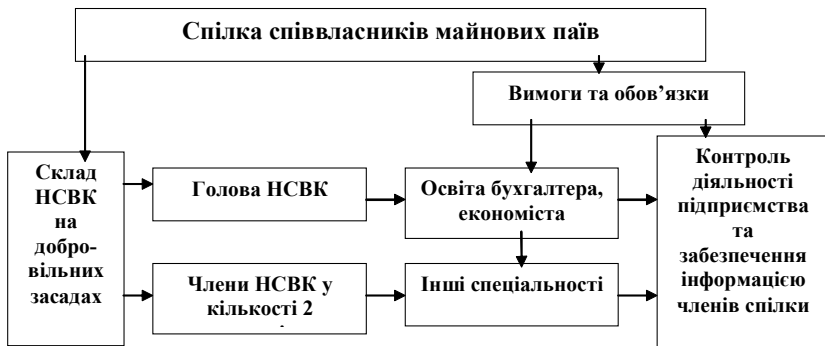 Спілка співвласників майнових паїв
Вимоги та обов’язки
Склад
НСВК
на
добро-
вільних
засадах
Голова НСВК
Освіта бухгалтера,
економіста
Контроль
діяльності
підприємства
та
забезпечення
інформацією
членів спілки
Члени НСВК у
кількості 2
Інші спеціальності